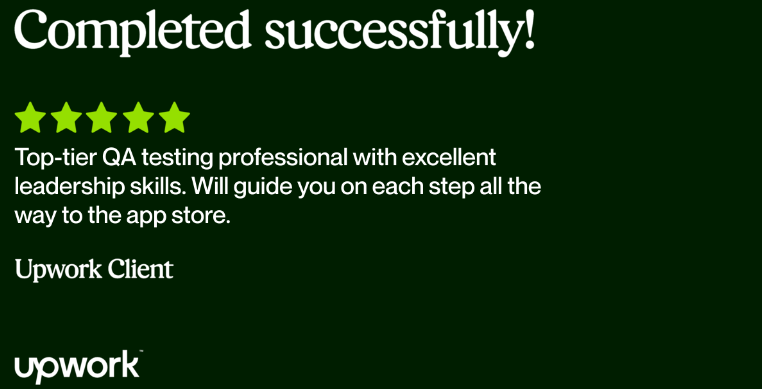 Completed successfully!
Top-tier QA testing professional with excellent
leadership skills. Will guide you on each step all the
way to the app store.
Upwork Client
upwork™